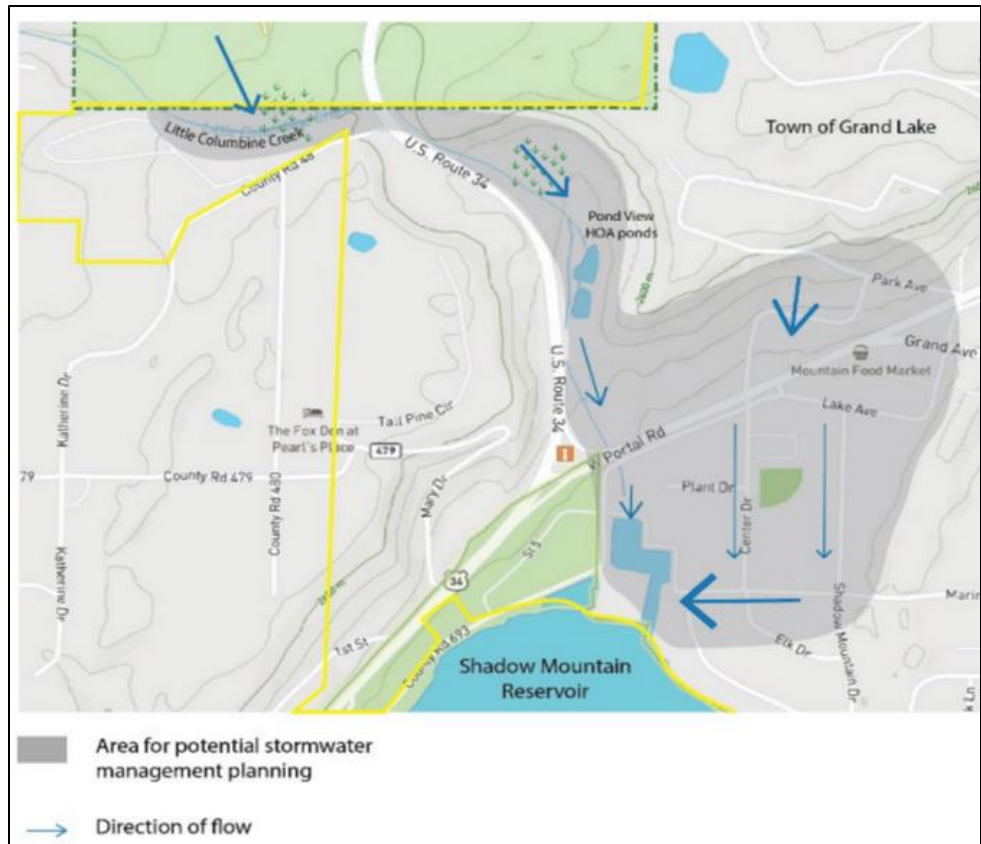 Town of Grand Lake
Little Columbine Creek
County Rd 48
U.S. Route 34
Pond View
HOA ponds
2600 m
Park Ave
Grand Ave
Mountain Food Market
Lake Ave
U.S. Route 34
Katherine Dr
Tall Pine Cir
The Fox Den at
Pearl's Place
479
W Portal Rd
79
County Rd 479
County Rd 480
Mary Dr
Plant Dr
Center Dr
St S
34
Katherine Dr
1st St
County Rd 693
Shadow Mountain
Reservoir
Elk Dr
Shadow Mountain Dr
Marin
k Ln
Area for potential stormwater
management planning
Direction of flow